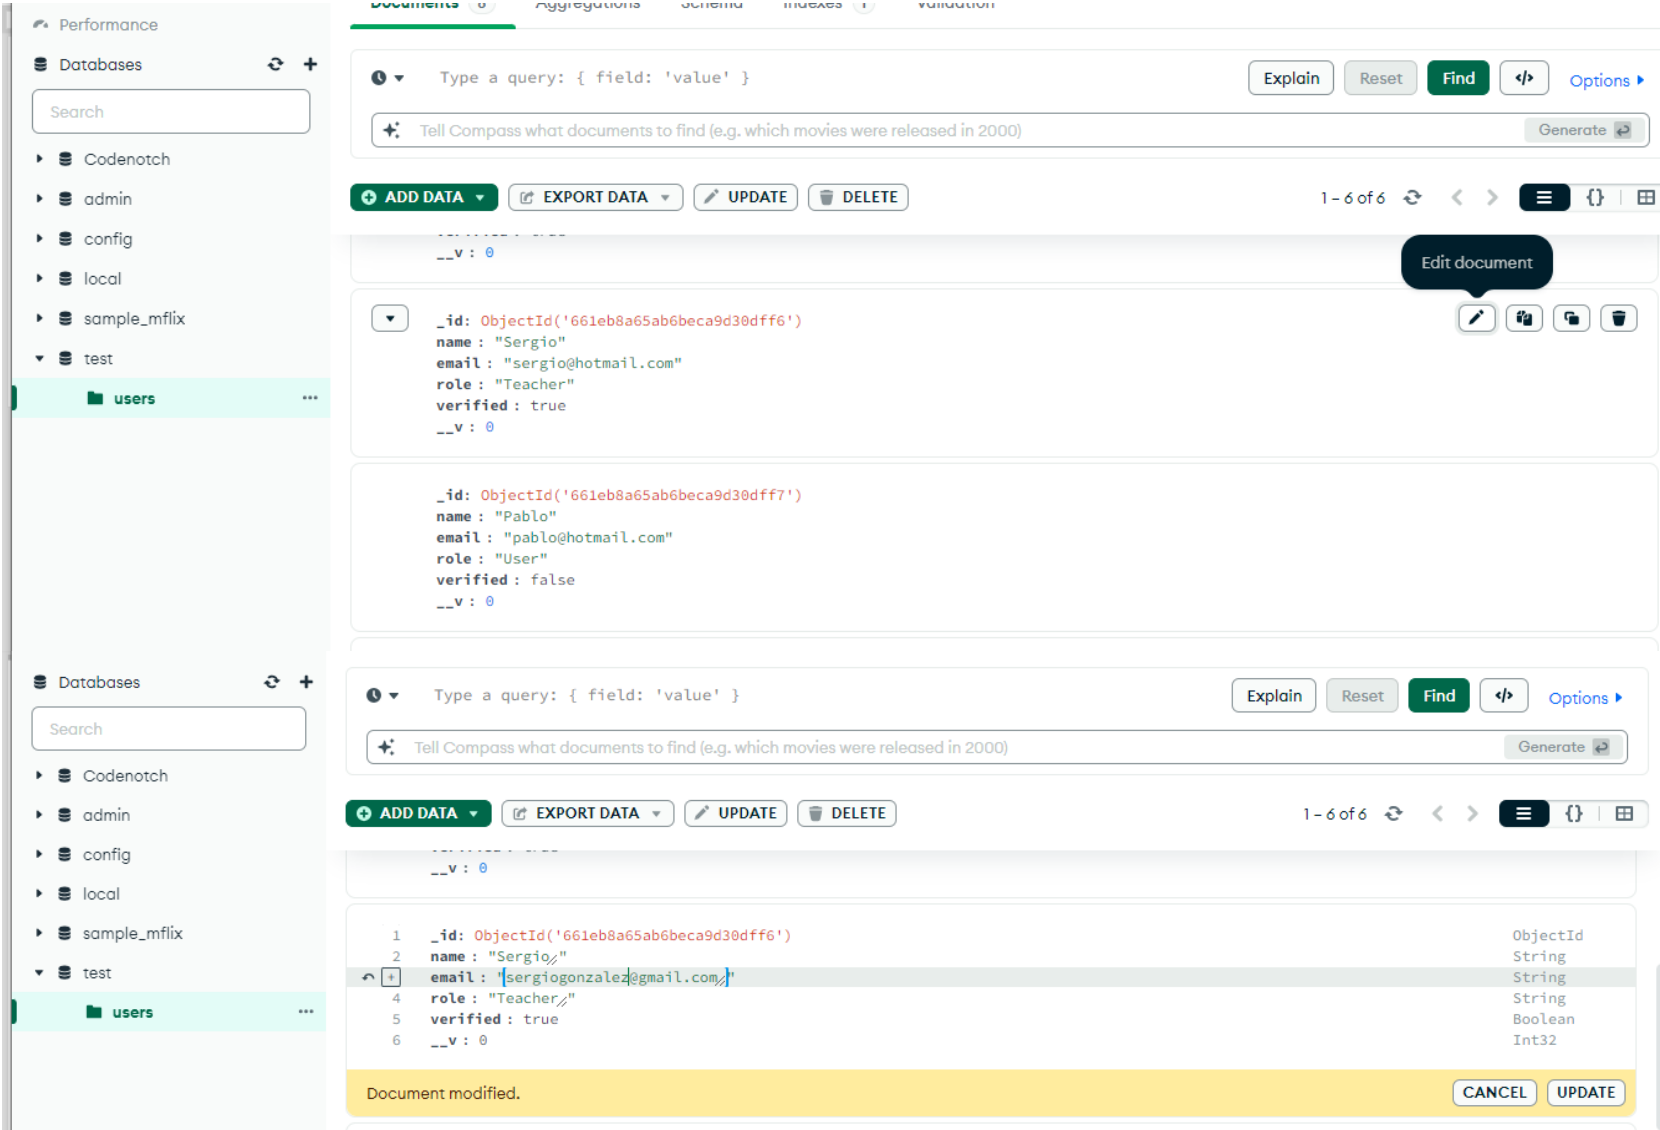 Documents 6 Aggregations Schema Indexes 1 Validation
Performance
Databases
Type a query: { field: 'value' }
Explain Reset Find </> Options
Search
Tell Compass what documents to find (e.g. which movies were released in 2000) Generate
Codenotch
admin
config
local
sample_mflix
test
users
ADD DATA EXPORT DATA UPDATE DELETE 1 – 6 of 6 {}
__v : 0
Edit document
_id: ObjectId('661eb8a65ab6beca9d30dff6')
name : "Sergio"
email : "sergio@hotmail.com"
role : "Teacher"
verified : true
__v : 0
_id: ObjectId('661eb8a65ab6beca9d30dff7')
name : "Pablo"
email : "pablo@hotmail.com"
role : "User"
verified : false
__v : 0
Databases
Type a query: { field: 'value' }
Explain Reset Find </> Options
Search
Tell Compass what documents to find (e.g. which movies were released in 2000) Generate
Codenotch
admin
config
local
sample_mflix
test
users
ADD DATA EXPORT DATA UPDATE DELETE 1 – 6 of 6 {}
__v : 0
1 _id: ObjectId('661eb8a65ab6beca9d30dff6') ObjectId
2 name : "Sergio" String
email : "sergiogonzalez@gmail.com" String
4 role : "Teacher" String
5 verified : true Boolean
6 __v : 0 Int32
Document modified. CANCEL UPDATE